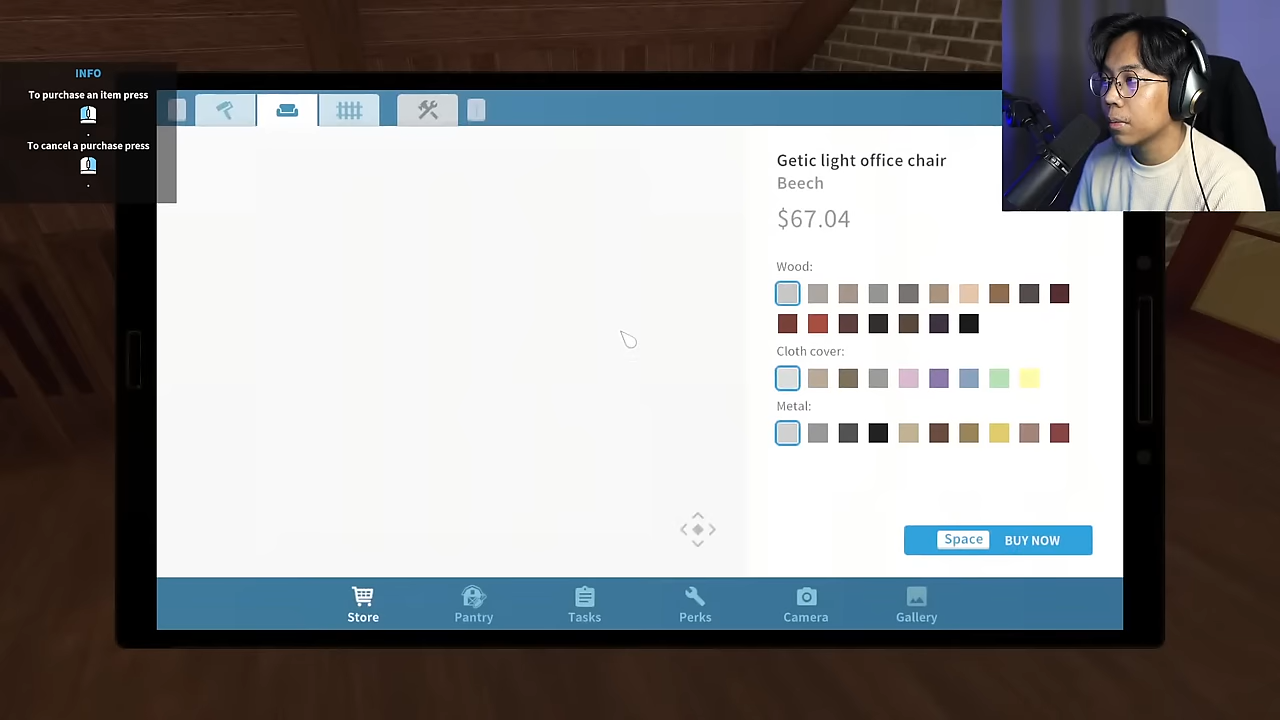 INFO
To purchase an item press
.
To cancel a purchase press
.
Getic light office chair
Beech
$67.04
Wood:
Cloth cover:
Metal:
Space BUY NOW
Store Pantry Tasks Perks Camera Gallery